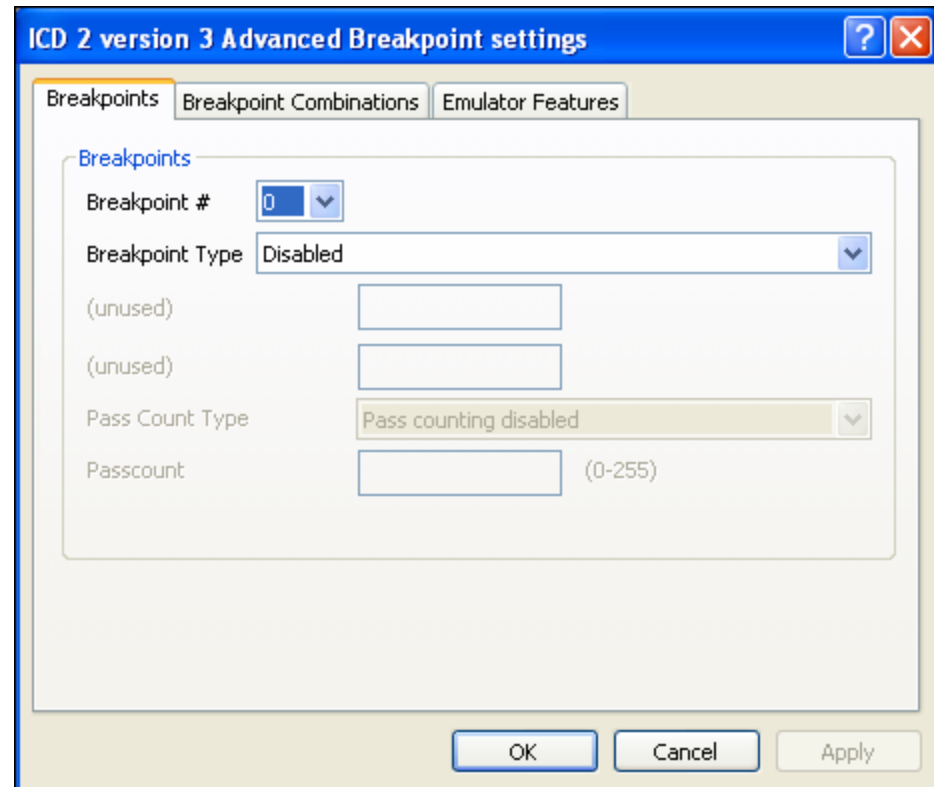 ICD 2 version 3 Advanced Breakpoint settings
Breakpoints Breakpoint Combinations Emulator Features
Breakpoints
Breakpoint # 0
Breakpoint Type Disabled
(unused)
(unused)
Pass Count Type Pass counting disabled
Passcount (0-255)
OK Cancel Apply